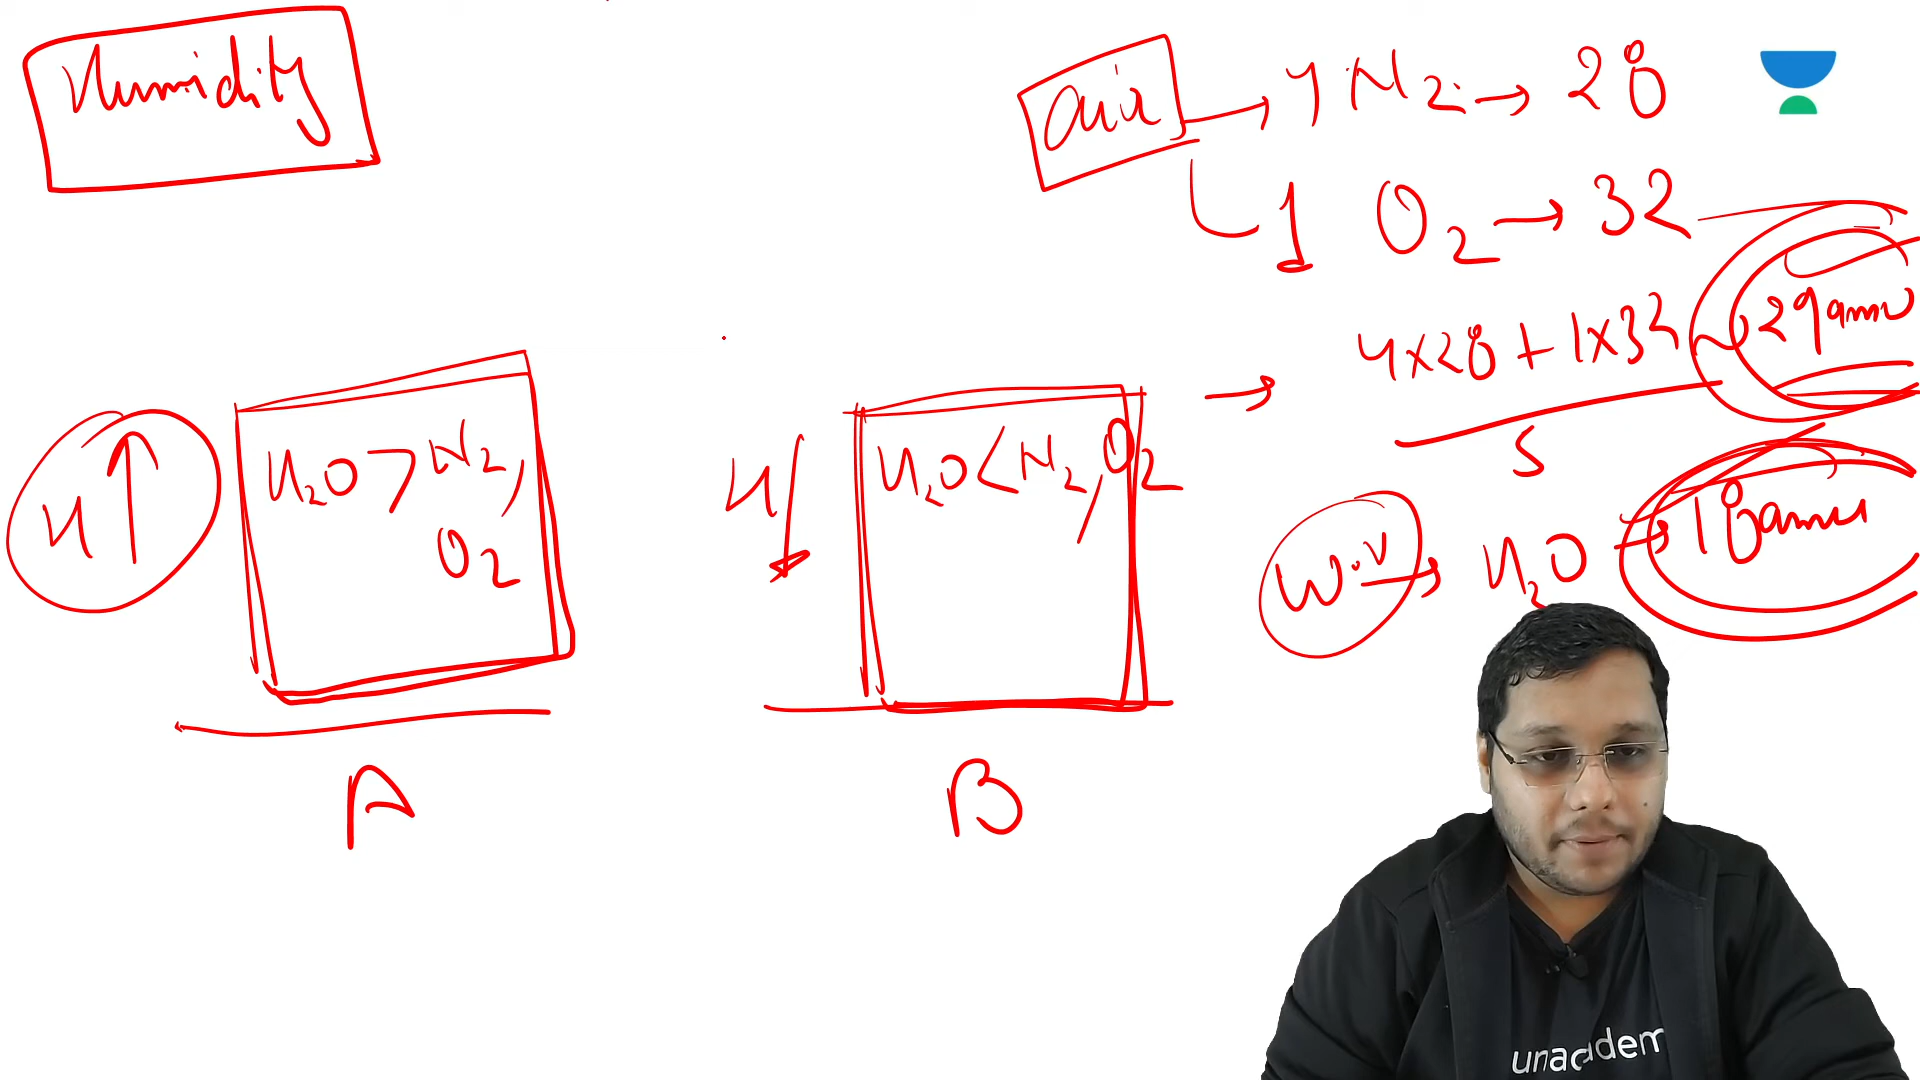 Humidity
air → 4 N2 → 28
1 O2 → 32
4×28 + 1×32
5
→ 29amu
W.V → H2O → 18amu
H↑
H2O > N2,
O2
H↓
H2O < N2, O2
→
A
B
unacadem